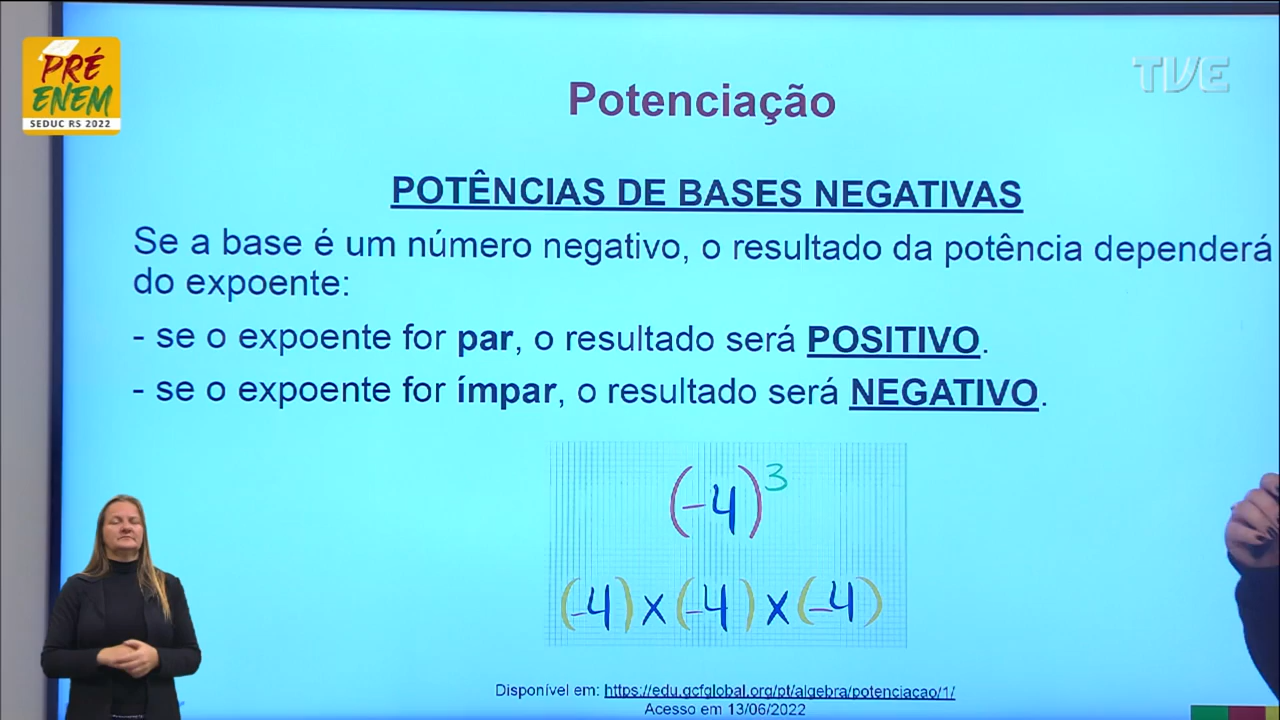 PRÉ
ENEM
SEDUC RS 2022
TVE
Potenciação
POTÊNCIAS DE BASES NEGATIVAS
Se a base é um número negativo, o resultado da potência dependerá
do expoente:
- se o expoente for par, o resultado será POSITIVO.
- se o expoente for ímpar, o resultado será NEGATIVO.
(-4)³
(-4) x (-4) x (-4)
Disponível em: https://edu.gcfglobal.org/pt/algebra/potenciacao/1/
Acesso em 13/06/2022